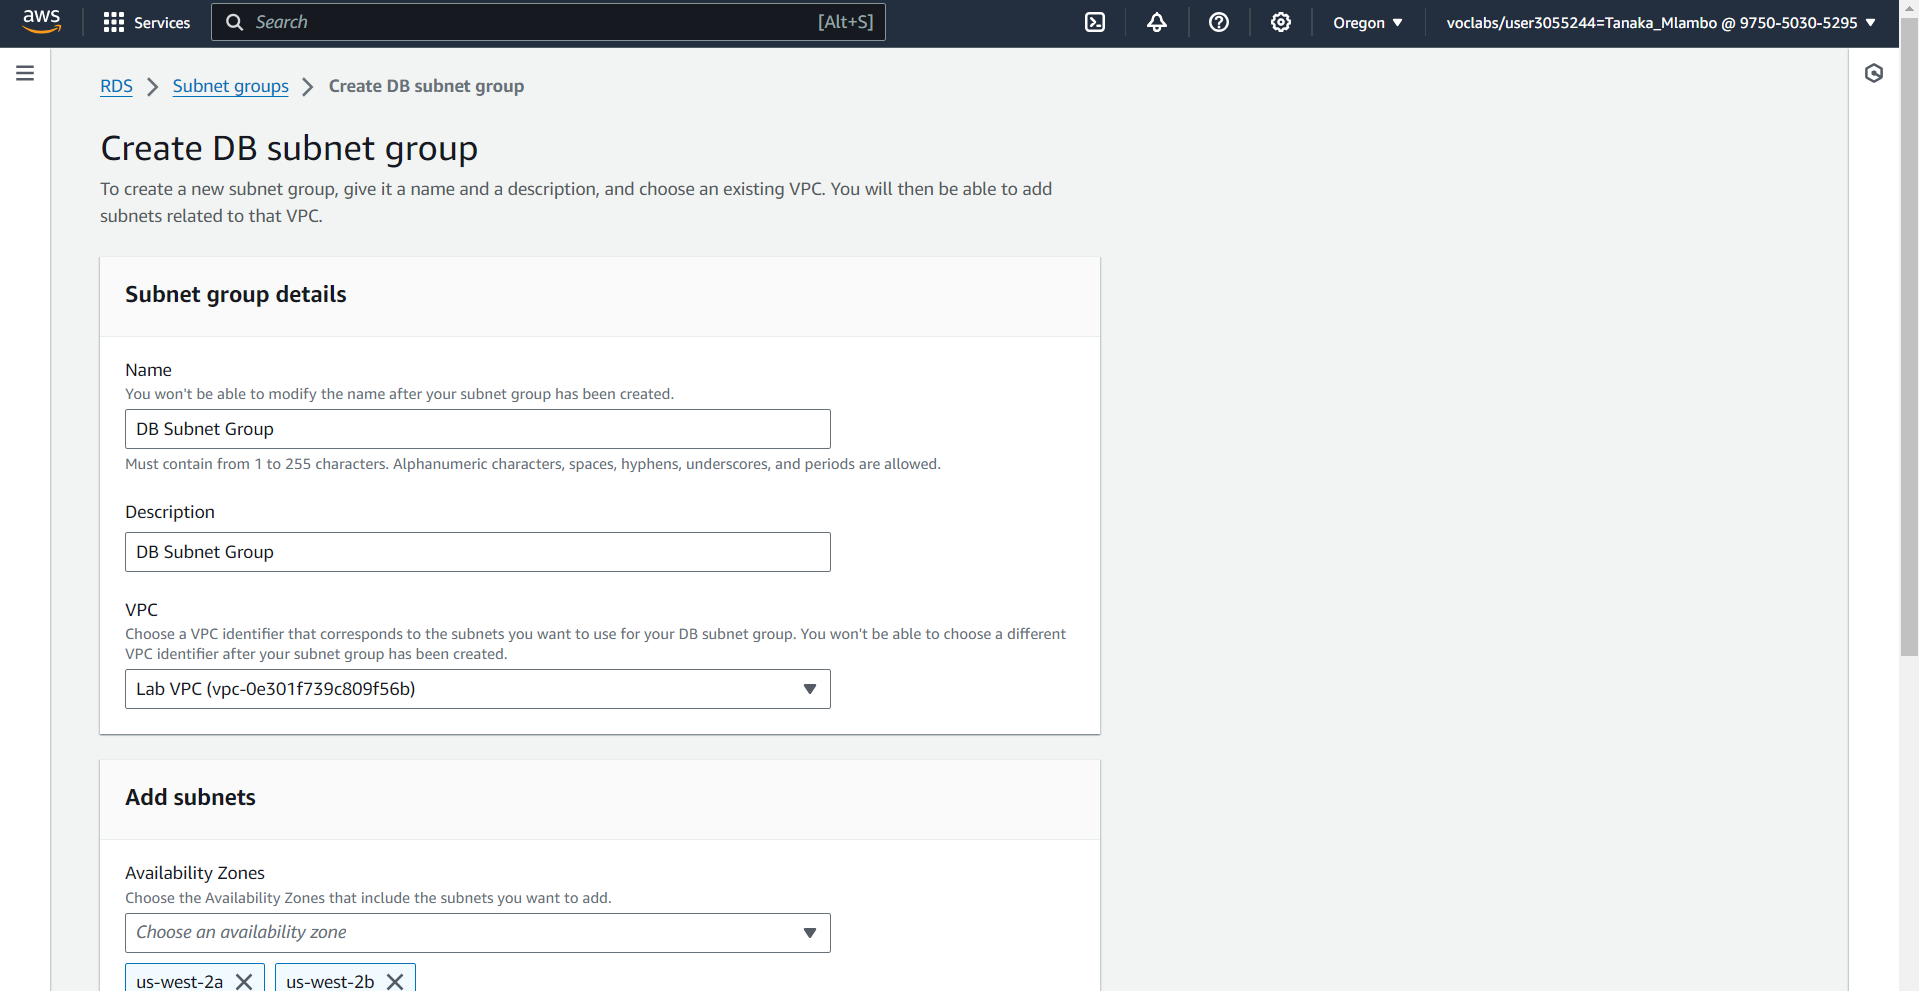 aws
Services
Search
[Alt+S]
Oregon
voclabs/user3055244=Tanaka_Mlambo @ 9750-5030-5295
RDS
Subnet groups
Create DB subnet group
Create DB subnet group
To create a new subnet group, give it a name and a description, and choose an existing VPC. You will then be able to add
subnets related to that VPC.
Subnet group details
Name
You won't be able to modify the name after your subnet group has been created.
DB Subnet Group
Must contain from 1 to 255 characters. Alphanumeric characters, spaces, hyphens, underscores, and periods are allowed.
Description
DB Subnet Group
VPC
Choose a VPC identifier that corresponds to the subnets you want to use for your DB subnet group. You won't be able to choose a different
VPC identifier after your subnet group has been created.
Lab VPC (vpc-0e301f739c809f56b)
Add subnets
Availability Zones
Choose the Availability Zones that include the subnets you want to add.
Choose an availability zone
us-west-2a
us-west-2b